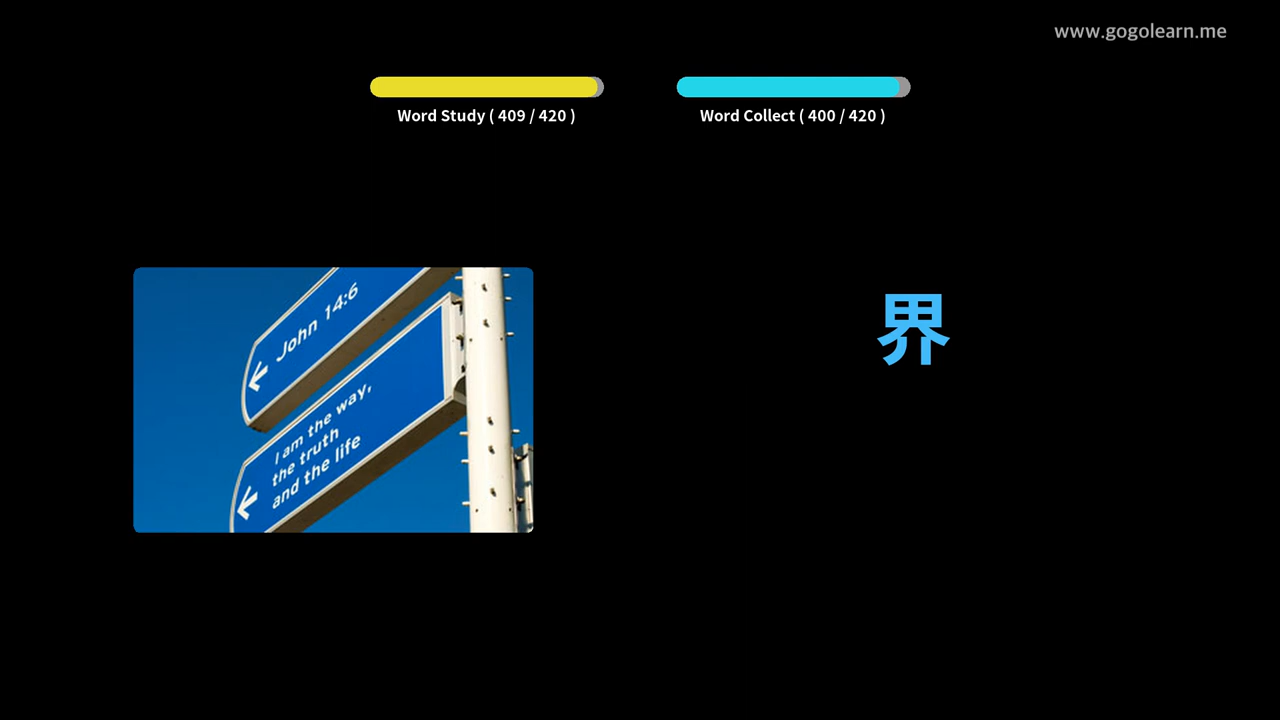 www.gogolearn.me
Word Study ( 409 / 420 )
Word Collect ( 400 / 420 )
John 14:6
I am the way,
the truth
and the life
界